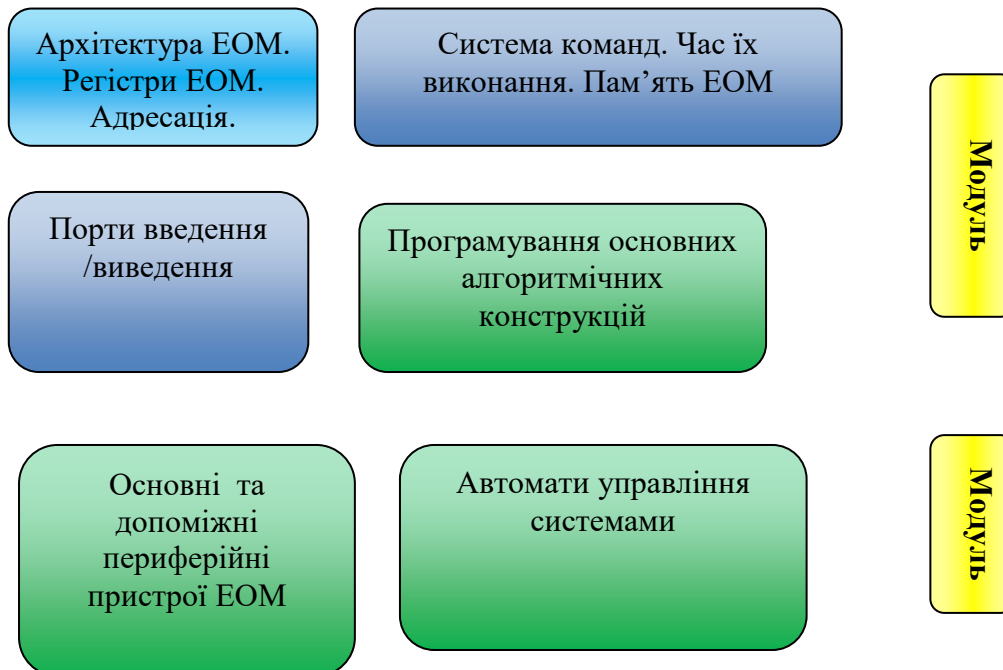 Архітектура ЕОМ.
Регістри ЕОМ.
Адресація.
Система команд. Час їх
виконання. Пам’ять ЕОМ
Модуль
Порти введення
/виведення
Програмування основних
алгоритмічних
конструкцій
Основні та
допоміжні
периферійні
пристрої ЕОМ
Автомати управління
системами
Модуль